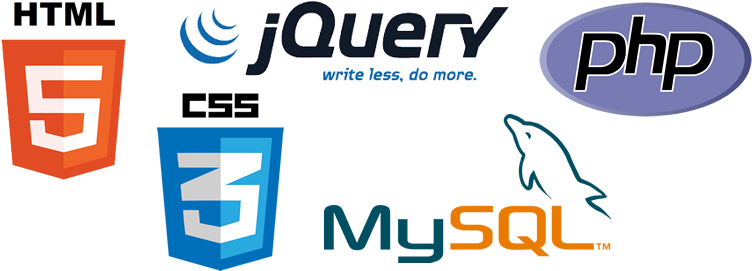 HTML
5
jQuery
write less, do more.
php
CSS
3
MySQL™